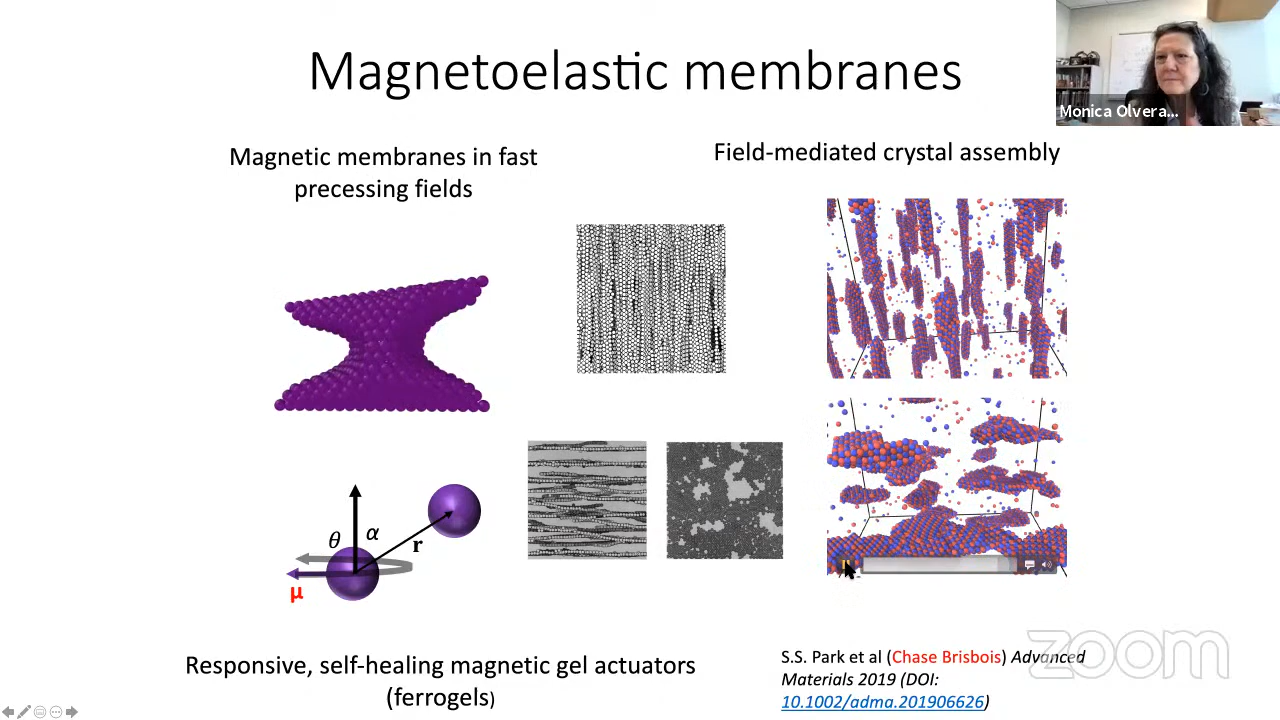 Magnetoelastic membranes
Monica Olvera...
Magnetic membranes in fast
precessing fields
Field-mediated crystal assembly
θ
α
r
μ
Responsive, self-healing magnetic gel actuators
(ferrogels)
S.S. Park et al (Chase Brisbois) Advanced
Materials 2019 (DOI:
10.1002/adma.201906626)
zoom